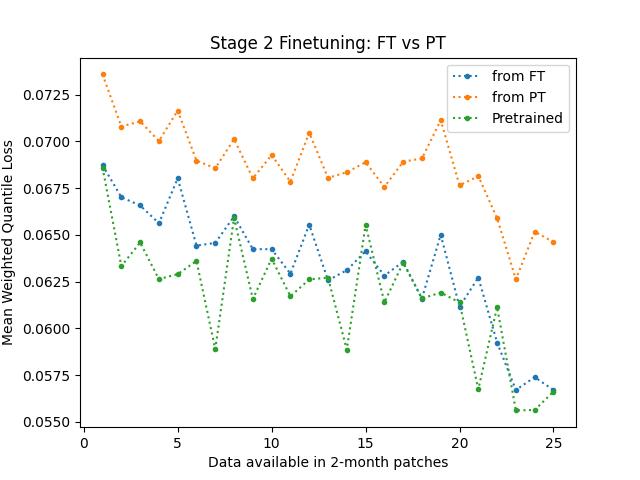 Stage 2 Finetuning: FT vs PT
from FT
from PT
Pretrained
Mean Weighted Quantile Loss
0.0725
0.0700
0.0675
0.0650
0.0625
0.0600
0.0575
0.0550
0 5 10 15 20 25
Data available in 2-month patches